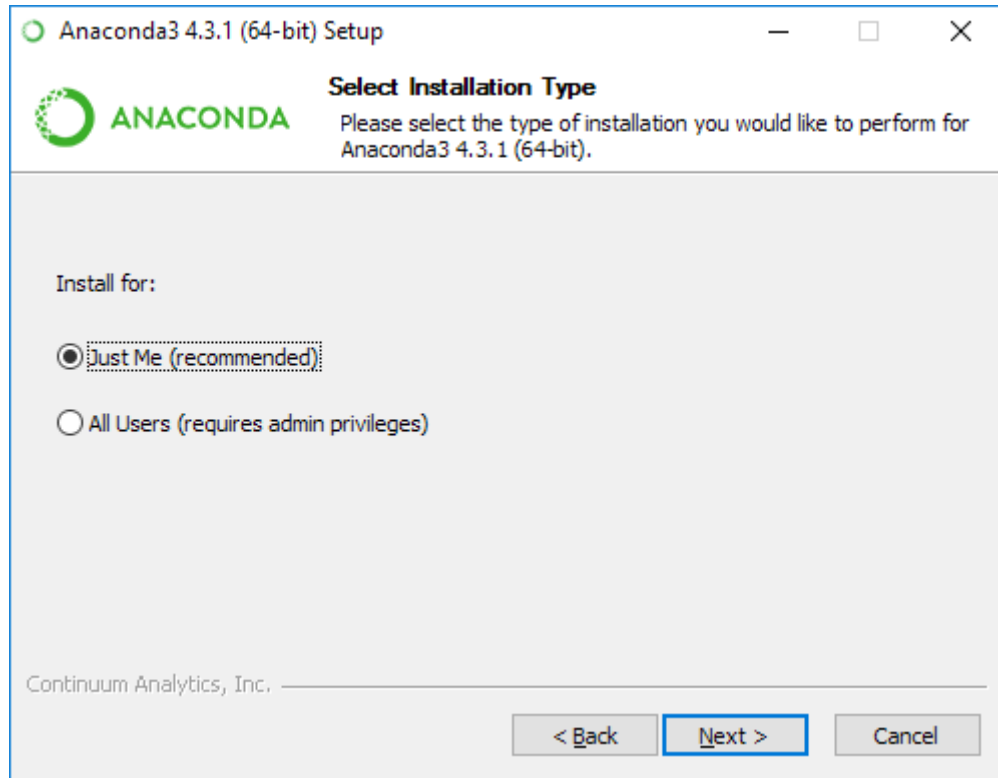 Anaconda3 4.3.1 (64-bit) Setup
ANACONDA
Select Installation Type
Please select the type of installation you would like to perform for
Anaconda3 4.3.1 (64-bit).
Install for:
Just Me (recommended)
All Users (requires admin privileges)
Continuum Analytics, Inc.
< Back
Next >
Cancel